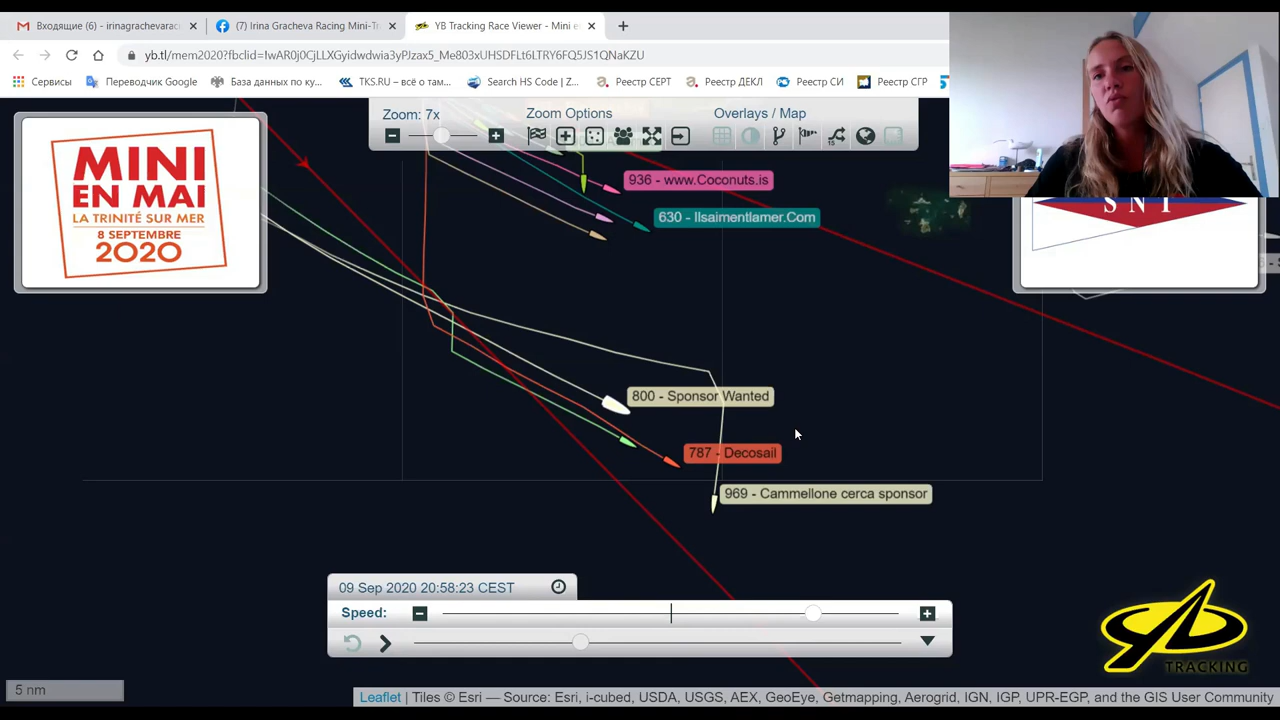 Входящие (6) - irinagrachevarac
(7) Irina Gracheva Racing Mini-Tr
YB Tracking Race Viewer - Mini e
yb.tl/mem2020?fbclid=IwAR0j0CjLLXGyidwdwia3yPJzax5_Me803xUHSDFLt6LTRY6FQ5JS1QNaKZU
Сервисы
Переводчик Google
База данных по ку...
TKS.RU – всё о там...
Search HS Code | Z...
Реестр СЕРТ
Реестр ДЕКЛ
Реестр СИ
Реестр СГР
Zoom: 7x
Zoom Options
Overlays / Map
15
MINI
EN MAI
LA TRINITÉ SUR MER
8 SEPTEMBRE
2020
SNT
936 - www.Coconuts.is
630 - Ilsaimentlamer.Com
800 - Sponsor Wanted
787 - Decosail
969 - Cammellone cerca sponsor
09 Sep 2020 20:58:23 CEST
Speed:
TRACKING
5 nm
Leaflet | Tiles © Esri — Source: Esri, i-cubed, USDA, USGS, AEX, GeoEye, Getmapping, Aerogrid, IGN, IGP, UPR-EGP, and the GIS User Community